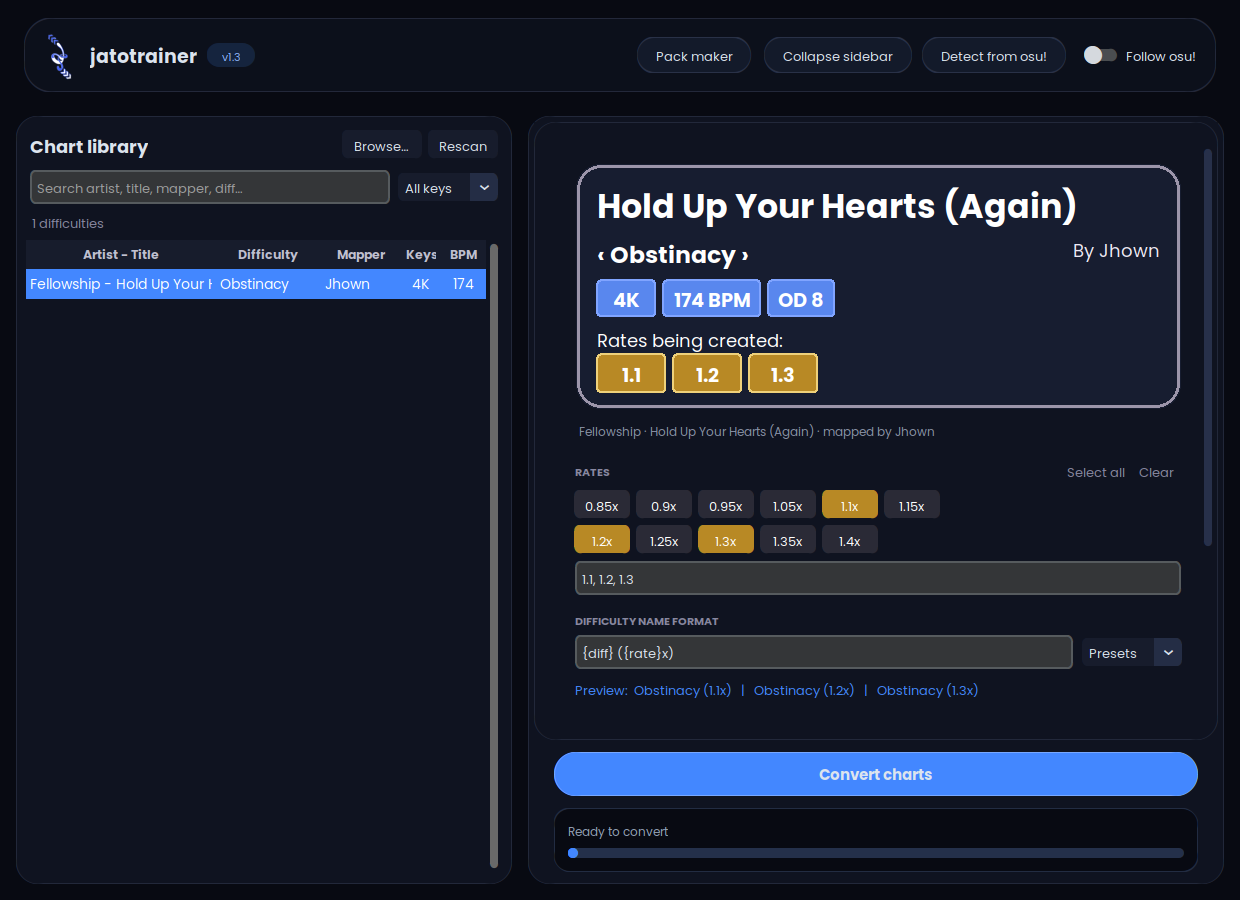 jatotrainer v1.3 Pack maker Collapse sidebar Detect from osu! Follow osu!
Chart library Browse... Rescan
Search artist, title, mapper, diff... All keys
1 difficulties
Artist - Title Difficulty Mapper Keys BPM
Fellowship - Hold Up Your H Obstinacy Jhown 4K 174
Hold Up Your Hearts (Again)
‹ Obstinacy › By Jhown
4K 174 BPM OD 8
Rates being created:
1.1 1.2 1.3
Fellowship · Hold Up Your Hearts (Again) · mapped by Jhown
RATES Select all Clear
0.85x 0.9x 0.95x 1.05x 1.1x 1.15x
1.2x 1.25x 1.3x 1.35x 1.4x
1.1, 1.2, 1.3
DIFFICULTY NAME FORMAT
{diff} ({rate}x) Presets
Preview: Obstinacy (1.1x) | Obstinacy (1.2x) | Obstinacy (1.3x)
Convert charts
Ready to convert